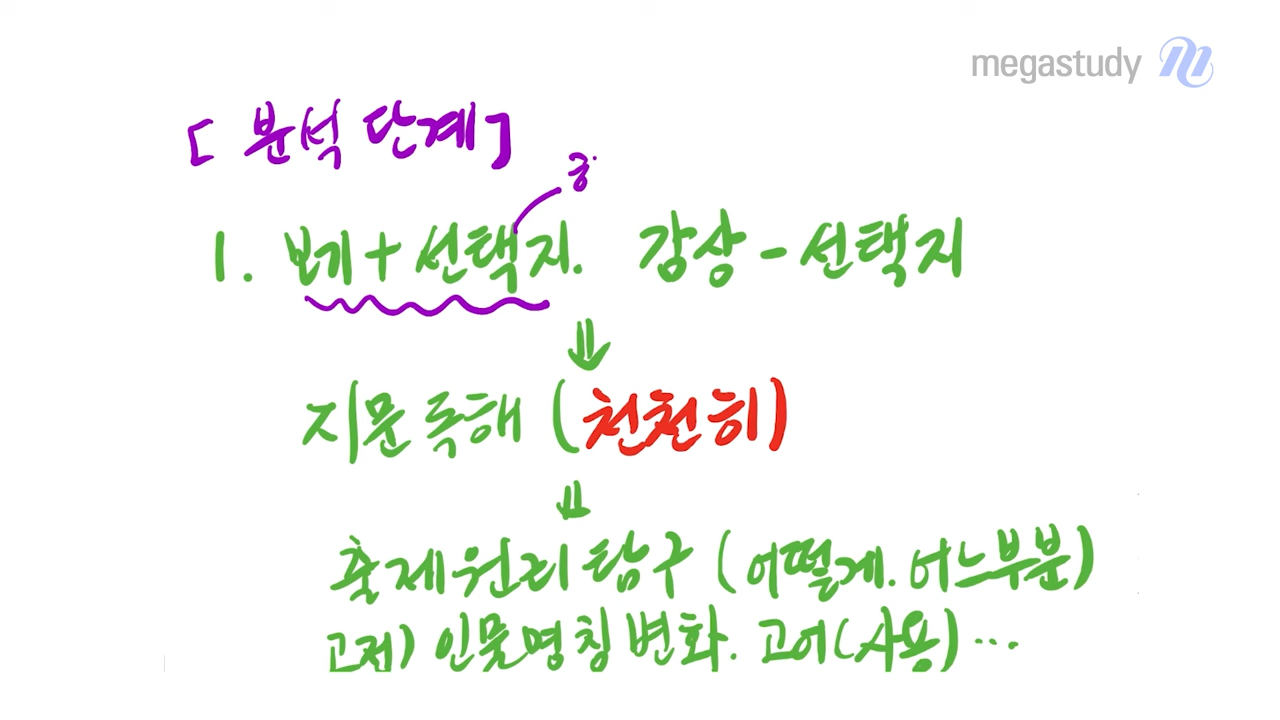 megastudy
[분석 단계]
긍.
1. 보기 + 선택지. 감상 - 선택지
⇓
지문독해 (천천히)
⇓
출제원리 탐구 (어떻게. 어느부분)
고전) 인물명칭 변화. 고어(사용) …